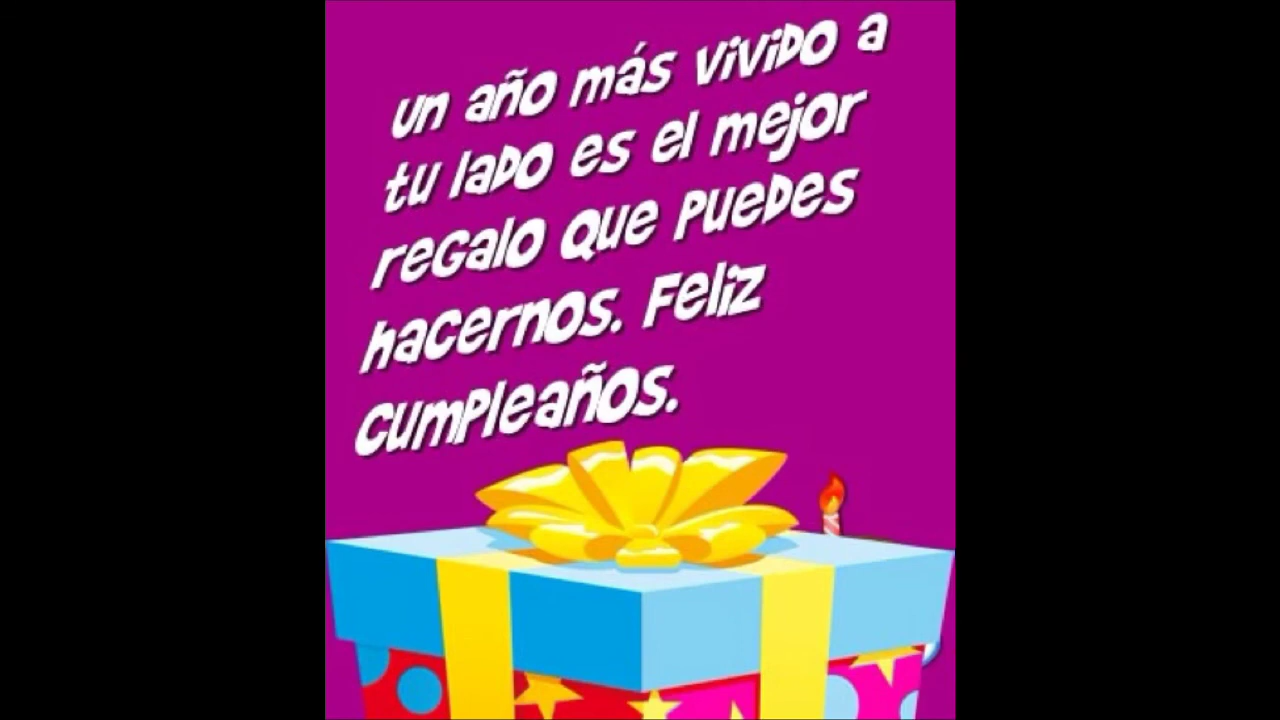 un año más vivido a
tu lado es el mejor
regalo que puedes
hacernos. Feliz
cumpleaños.